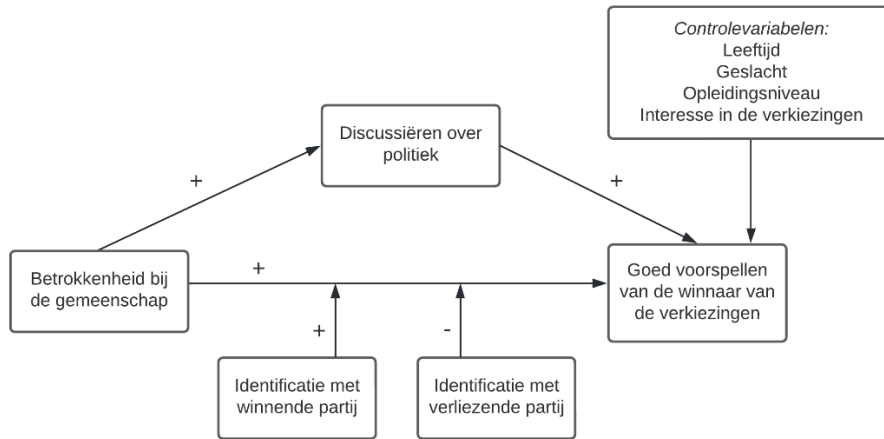 Controlevariabelen:
Leeftijd
Geslacht
Opleidingsniveau
Interesse in de verkiezingen
Discussiëren over
politiek
+
+
Betrokkenheid bij
de gemeenschap
+
Goed voorspellen
van de winnaar van
de verkiezingen
+
-
Identificatie met
winnende partij
Identificatie met
verliezende partij